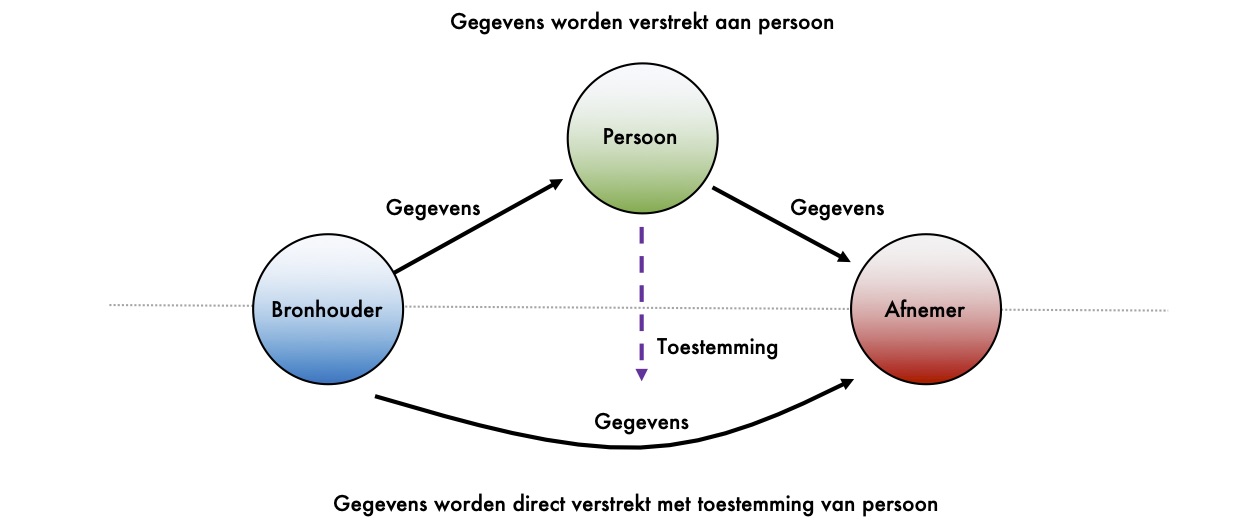 Gegevens worden verstrekt aan persoon
Persoon
Gegevens
Gegevens
Bronhouder
Afnemer
Toestemming
Gegevens
Gegevens worden direct verstrekt met toestemming van persoon